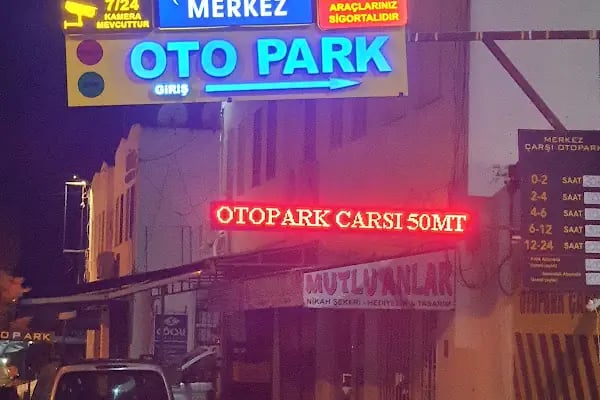 7/24
KAMERA
MEVCUTTUR
MERKEZ
ARAÇLARINIZ
SİGORTALIDIR
OTO PARK
GİRİŞ
OTOPARK CARSI 50MT
MUTLU ANLAR
NİKAH ŞEKERİ - HEDİYELİK & TASARIM
MERKEZ
ÇARŞI OTOPARK
0-2 SAAT
2-4 SAAT
4-6 SAAT
6-12 SAAT
12-24 SAAT
OTOPARK
OTOPARK